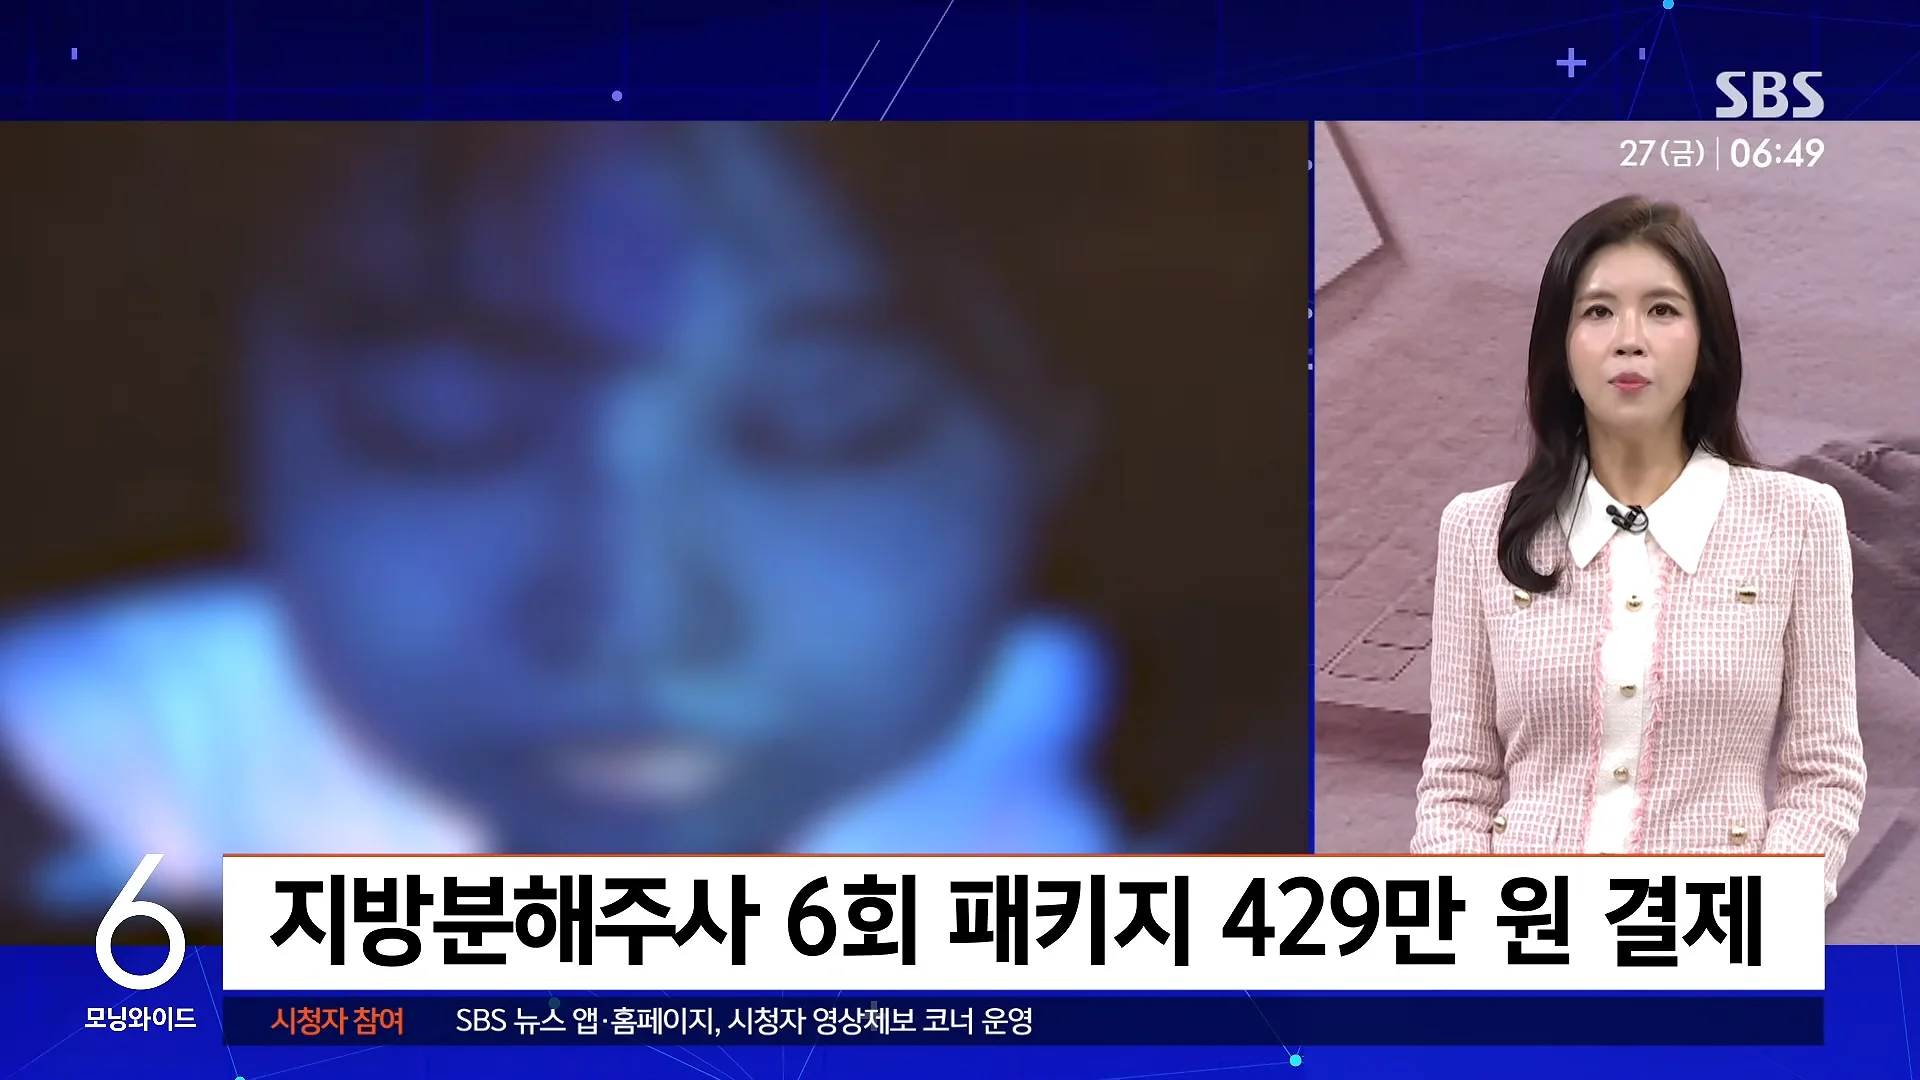 SBS
27(금) | 06:49
지방분해주사 6회 패키지 429만 원 결제
6
모닝와이드
시청자 참여 SBS 뉴스 앱·홈페이지, 시청자 영상제보 코너 운영